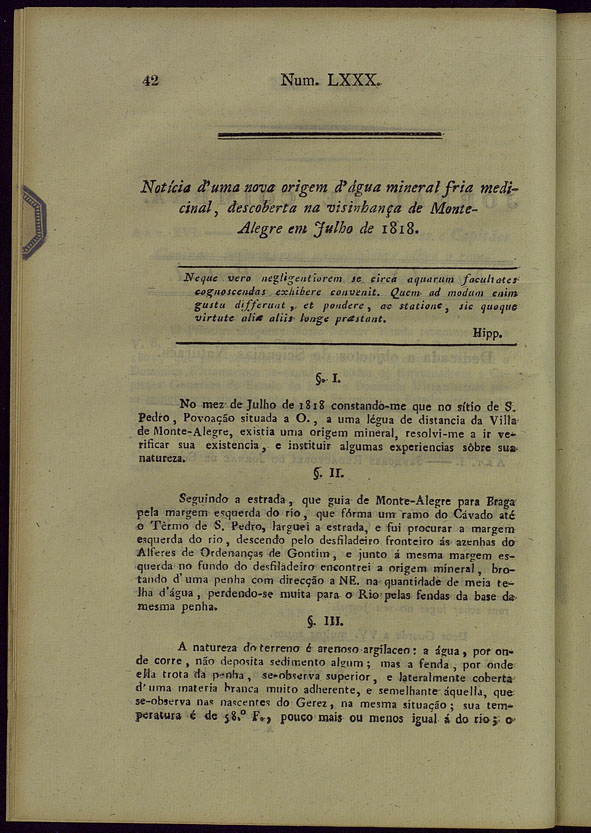 42 Num. LXXX.
Notícia d'uma nova origem d'água mineral fria medi-
cinal, descoberta na visinhança de Monte-
Alegre em Julho de 1818.
Neque vero negligentiorem se circa aquarum facultates
cognoscendas exhibere convenit. Quem ad modum enim
gustu differunt, et pondere, ac statione, sic quoque
virtute aliæ aliis longe præstant.
Hipp.
§. I.
No mez de Julho de 1818 constando-me que no sítio de S.
Pedro, Povoação situada a O., a uma légua de distancia da Villa
de Monte-Alegre, existia uma origem mineral, resolvi-me a ir ve-
rificar sua existencia, e instituir algumas experiencias sôbre sua
natureza.
§. II.
Seguindo a estrada, que guia de Monte-Alegre para Braga
pela margem esquerda do rio, que fórma um ramo do Cávado até
o Têrmo de S. Pedro, larguei a estrada, e fui procurar a margem
esquerda do rio, descendo pelo desfiladeiro fronteiro ás azenhas do
Alferes de Ordenanças de Gontim, e junto á mesma margem es-
querda no fundo do desfiladeiro encontrei a origem mineral, bro-
tando d'uma penha com direcção a NE. na quantidade de meia te-
lha d'água, perdendo-se muita para o Rio pelas fendas da base da
mesma penha.
§. III.
A natureza do terreno é arenoso argilaceo: a água, por on-
de corre, não deposita sedimento algum; mas a fenda, por onde
ella trota da penha, se-observa superior, e lateralmente coberta
d'uma materia branca muito adherente, e semelhante áquella, que
se-observa nas nascentes do Gerez, na mesma situação; sua tem-
peratura é de 58.° F., pouco mais ou menos igual á do rio; o